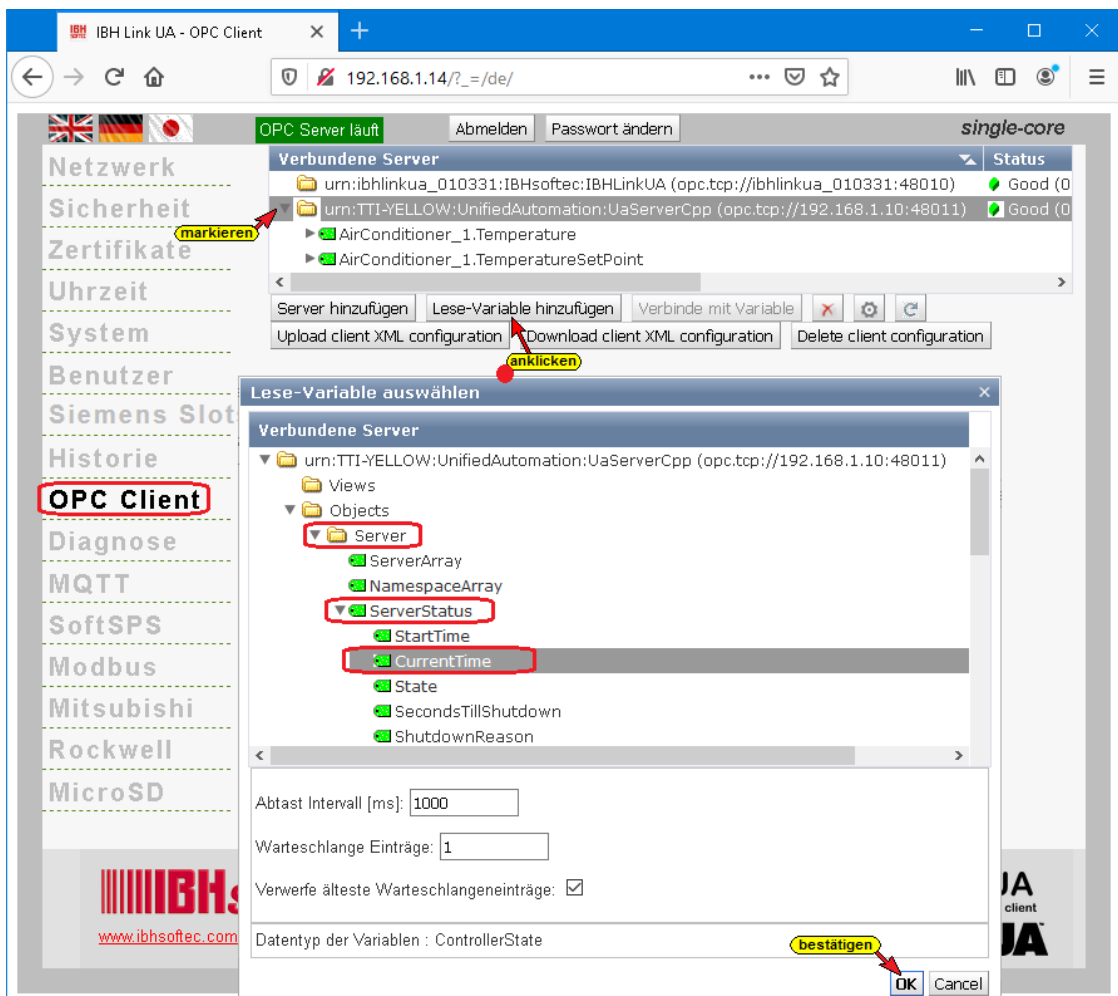 IBH Link UA - OPC Client
192.168.1.14/?_=/de/
OPC Server läuft
Abmelden
Passwort ändern
single-core
Netzwerk
Sicherheit
Zertifikate
Uhrzeit
System
Benutzer
Siemens Slot
Historie
OPC Client
Diagnose
MQTT
SoftSPS
Modbus
Mitsubishi
Rockwell
MicroSD
Verbundene Server Status
urn:ibhlinkua_010331:IBHsoftec:IBHLinkUA (opc.tcp://ibhlinkua_010331:48010) Good (0
urn:TTI-YELLOW:UnifiedAutomation:UaServerCpp (opc.tcp://192.168.1.10:48011) Good (0
markieren
AirConditioner_1.Temperature
AirConditioner_1.TemperatureSetPoint
Server hinzufügen Lese-Variable hinzufügen Verbinde mit Variable
Upload client XML configuration Download client XML configuration Delete client configuration
anklicken
Lese-Variable auswählen
Verbundene Server
urn:TTI-YELLOW:UnifiedAutomation:UaServerCpp (opc.tcp://192.168.1.10:48011)
Views
Objects
Server
ServerArray
NamespaceArray
ServerStatus
StartTime
CurrentTime
State
SecondsTillShutdown
ShutdownReason
Abtast Intervall [ms]: 1000
Warteschlange Einträge: 1
Verwerfe älteste Warteschlangeneinträge:
Datentyp der Variablen : ControllerState
bestätigen
OK Cancel
IBHs
www.ibhsoftec.com
UA
client
UA